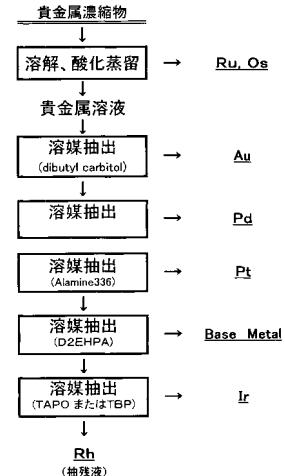 貴金属濃縮物
溶解、酸化蒸留 → Ru, Os
貴金属溶液
溶媒抽出
(dibutyl carbitol) → Au
溶媒抽出 → Pd
溶媒抽出
(Alamine336) → Pt
溶媒抽出
(D2EHPA) → Base Metal
溶媒抽出
(TAPO またはTBP) → Ir
Rh
(抽残液)